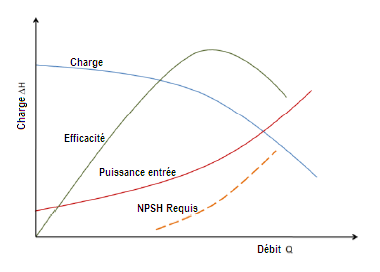 Charge
Efficacité
Puissance entrée
NPSH Requis
Charge ΔH
Débit Q